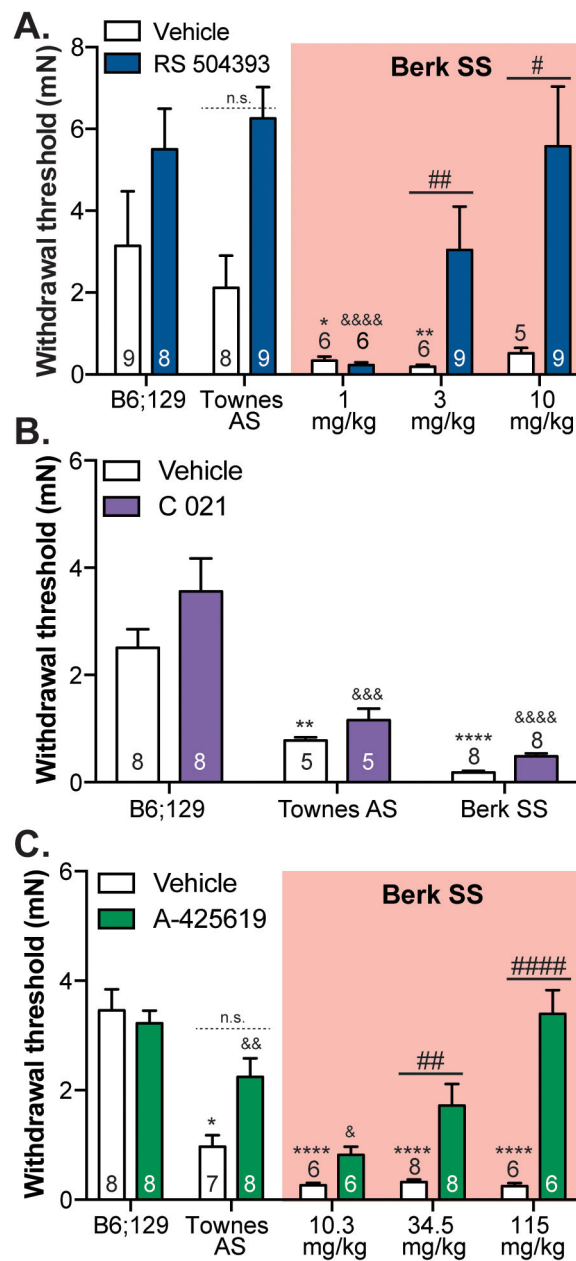 A.
Vehicle
RS 504393
Berk SS
Withdrawal threshold (mN)
8
6
4
2
0
n.s.
##
#
* &&&& **
9 8 8 9 6 6 6 9 5 9
B6;129 Townes AS 1 mg/kg 3 mg/kg 10 mg/kg
B.
Vehicle
C 021
Withdrawal threshold (mN)
6
4
2
0
** &&& **** &&&&
8 8 5 5 8 8
B6;129 Townes AS Berk SS
C.
Vehicle
A-425619
Berk SS
Withdrawal threshold (mN)
6
4
2
0
n.s.
##
####
* && **** & **** ****
8 8 7 8 6 6 8 8 6 6
B6;129 Townes AS 10.3 mg/kg 34.5 mg/kg 115 mg/kg